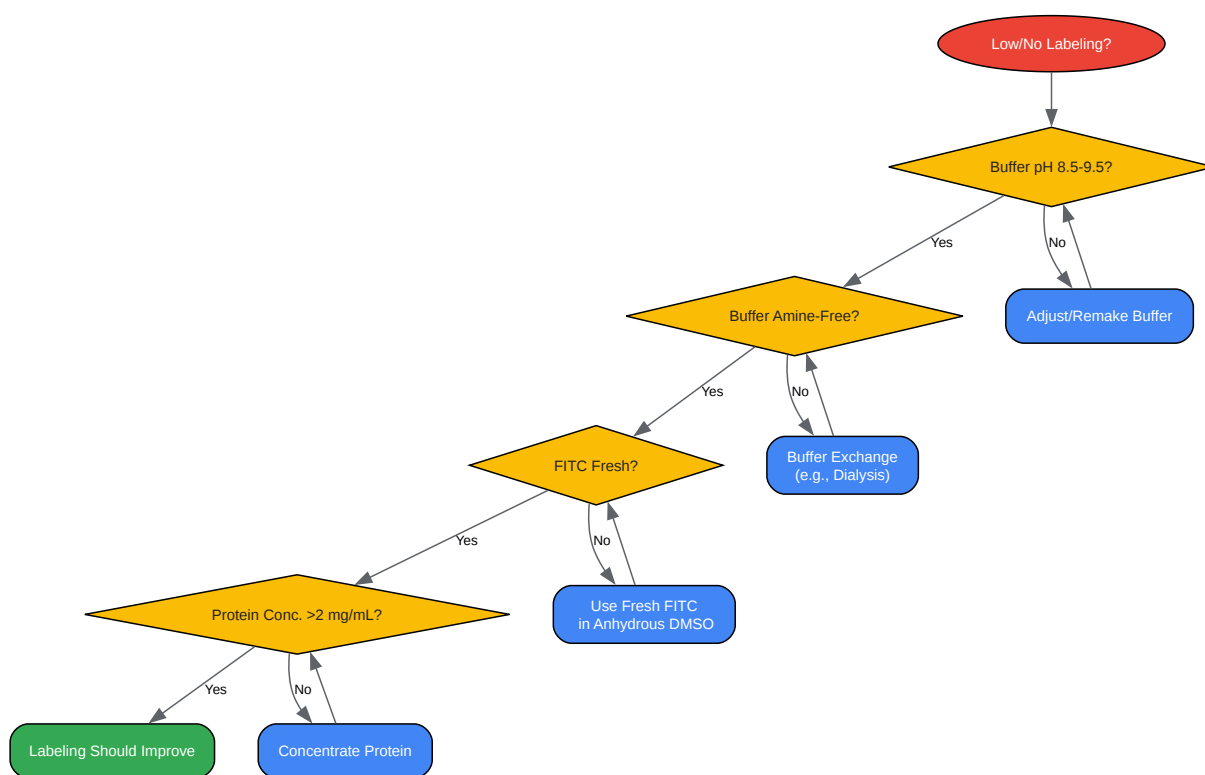 Low/No Labeling?
Buffer pH 8.5-9.5?
Yes
No
Buffer Amine-Free?
Adjust/Remake Buffer
Yes
No
FITC Fresh?
Buffer Exchange
(e.g., Dialysis)
Yes
No
Protein Conc. >2 mg/mL?
Use Fresh FITC
in Anhydrous DMSO
Yes
No
Labeling Should Improve
Concentrate Protein